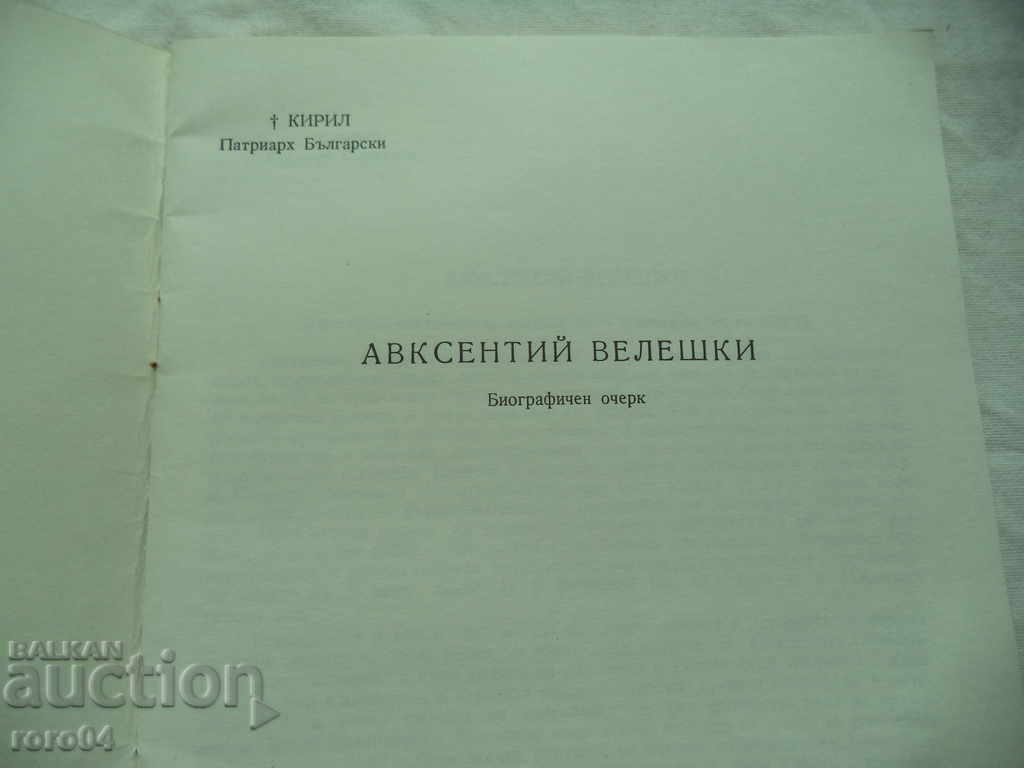 † КИРИЛ
Патриарх Български
АВКСЕНТИЙ ВЕЛЕШКИ
Биографичен очерк
BALKAN
auction
roro04